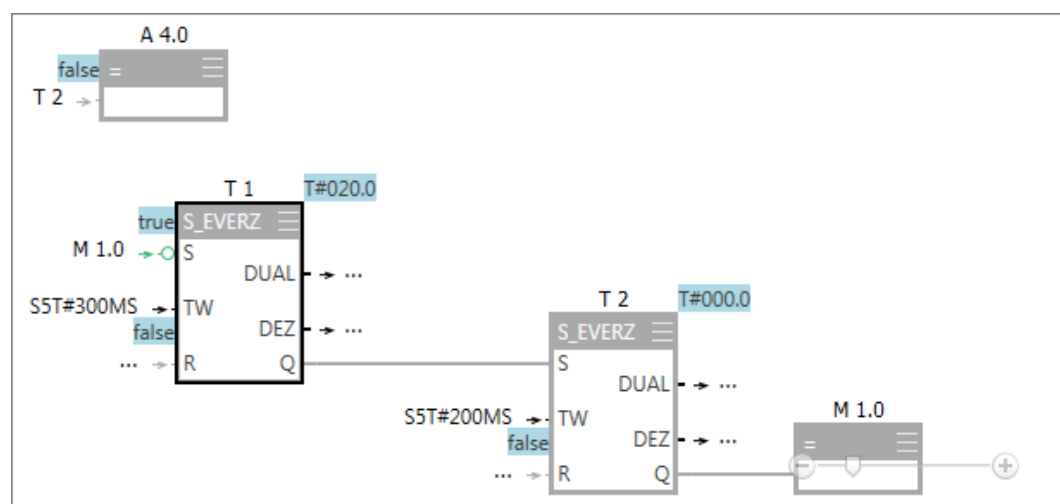 A 4.0
false
=
T 2
T 1
T#020.0
true
S_EVERZ
M 1.0
S
DUAL
...
S5T#300MS
TW
false
DEZ
...
...
R
Q
T 2
T#000.0
S_EVERZ
S
DUAL
...
S5T#200MS
TW
false
DEZ
...
...
R
Q
M 1.0
=